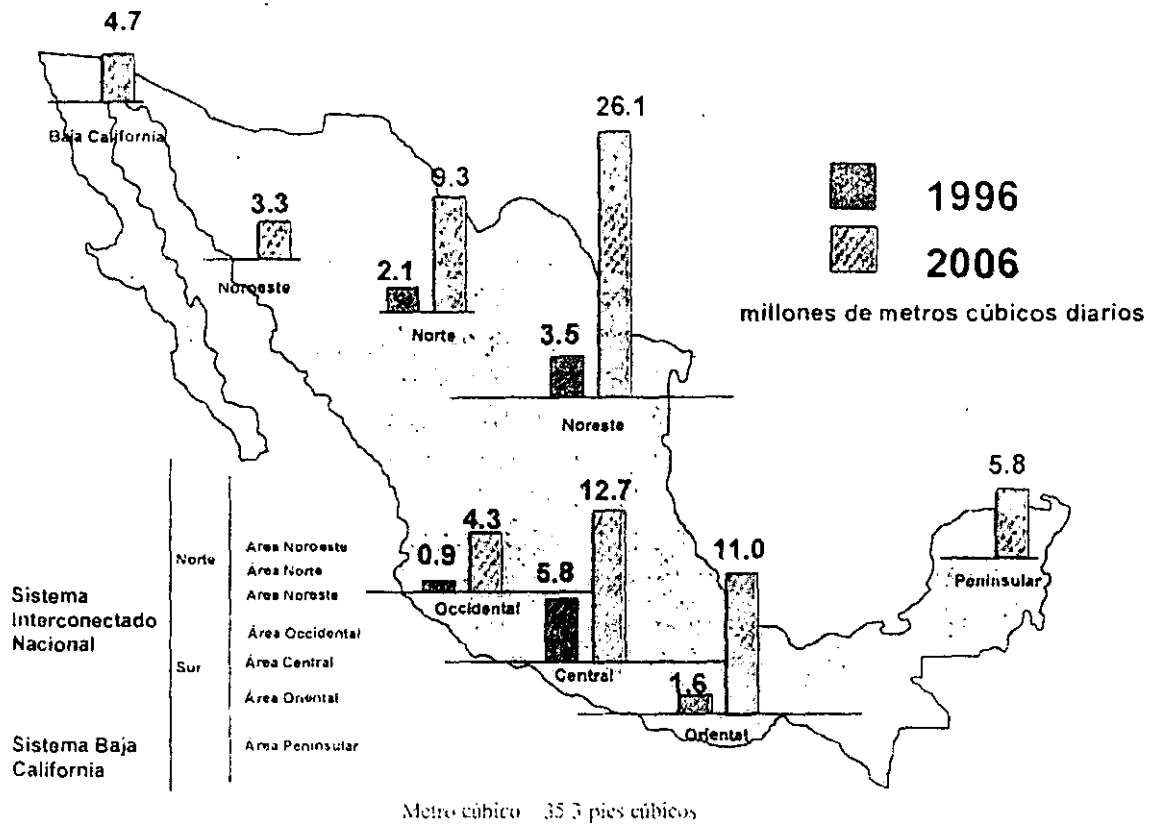 4.7
Baja California
3.3
Noroeste
9.3
2.1
Norte
26.1
3.5
Noreste
1996
2006
millones de metros cúbicos diarios
0.9
4.3
Occidental
12.7
5.8
Central
11.0
1.6
Oriental
5.8
Peninsular
Sistema
Interconectado
Nacional
Norte
Área Noroeste
Área Norte
Área Noreste
Área Occidental
Sur
Área Central
Área Oriental
Área Peninsular
Sistema Baja
California
Metro cúbico 35.3 pies cúbicos